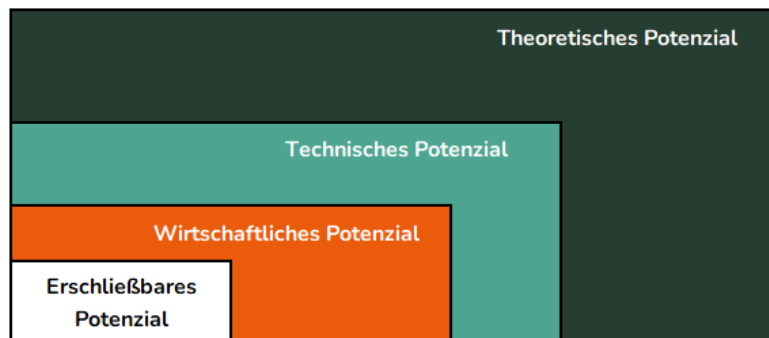 Theoretisches Potenzial
Technisches Potenzial
Wirtschaftliches Potenzial
Erschließbares
Potenzial